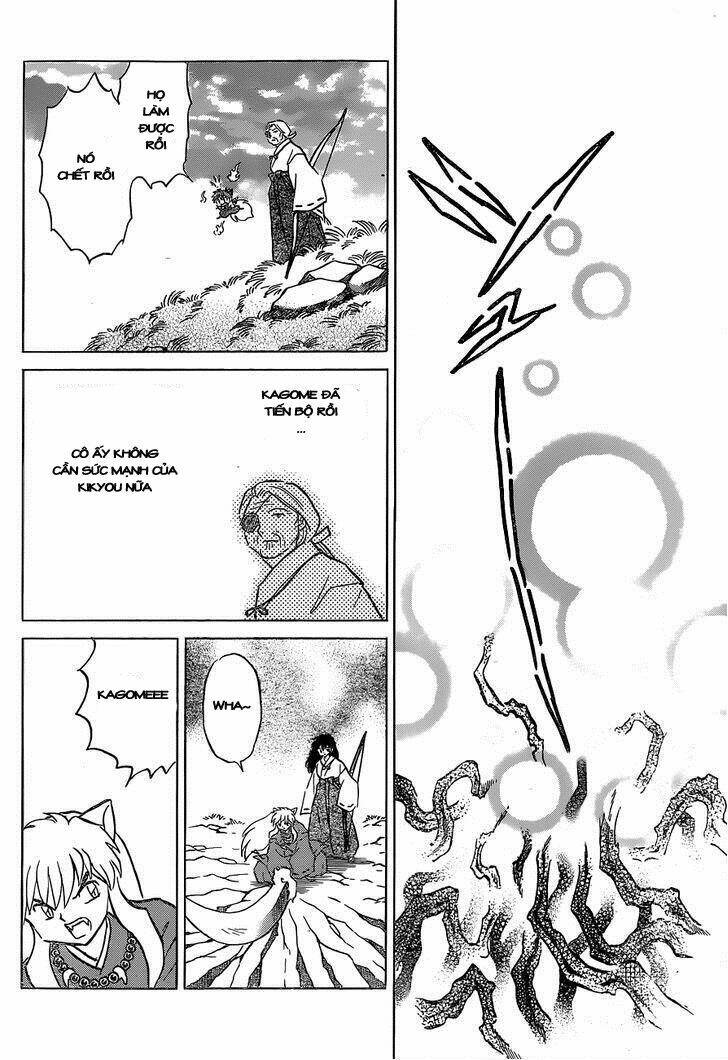 HỌ
LÀM
ĐƯỢC
RỒI
NÓ
CHẾT RỒI
KAGOME ĐÃ
TIẾN BỘ RỒI
...
CÔ ẤY KHÔNG
CẦN SỨC MẠNH CỦA
KIKYOU NỮA
WHA~
KAGOMEEE